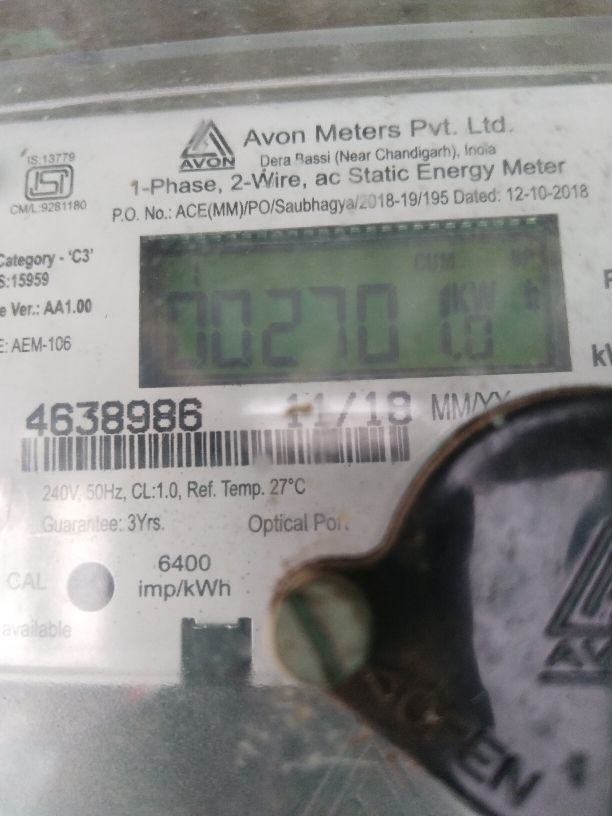 Avon Meters Pvt. Ltd.
AVON
Dera Bassi (Near Chandigarh), India
IS:13779
ISI
CM/L:9281180
1-Phase, 2-Wire, ac Static Energy Meter
P.O. No.: ACE(MM)/PO/Saubhagya/2018-19/195 Dated: 12-10-2018
Category - 'C3'
S:15959
e Ver.: AA1.00
E: AEM-106
CUM
KW h
1.0
4638986
11/18 MM/YY
240V, 50Hz, CL:1.0, Ref. Temp. 27°C
Guarantee: 3Yrs.
Optical Port
CAL
6400
imp/kWh
available
AVON
OPEN